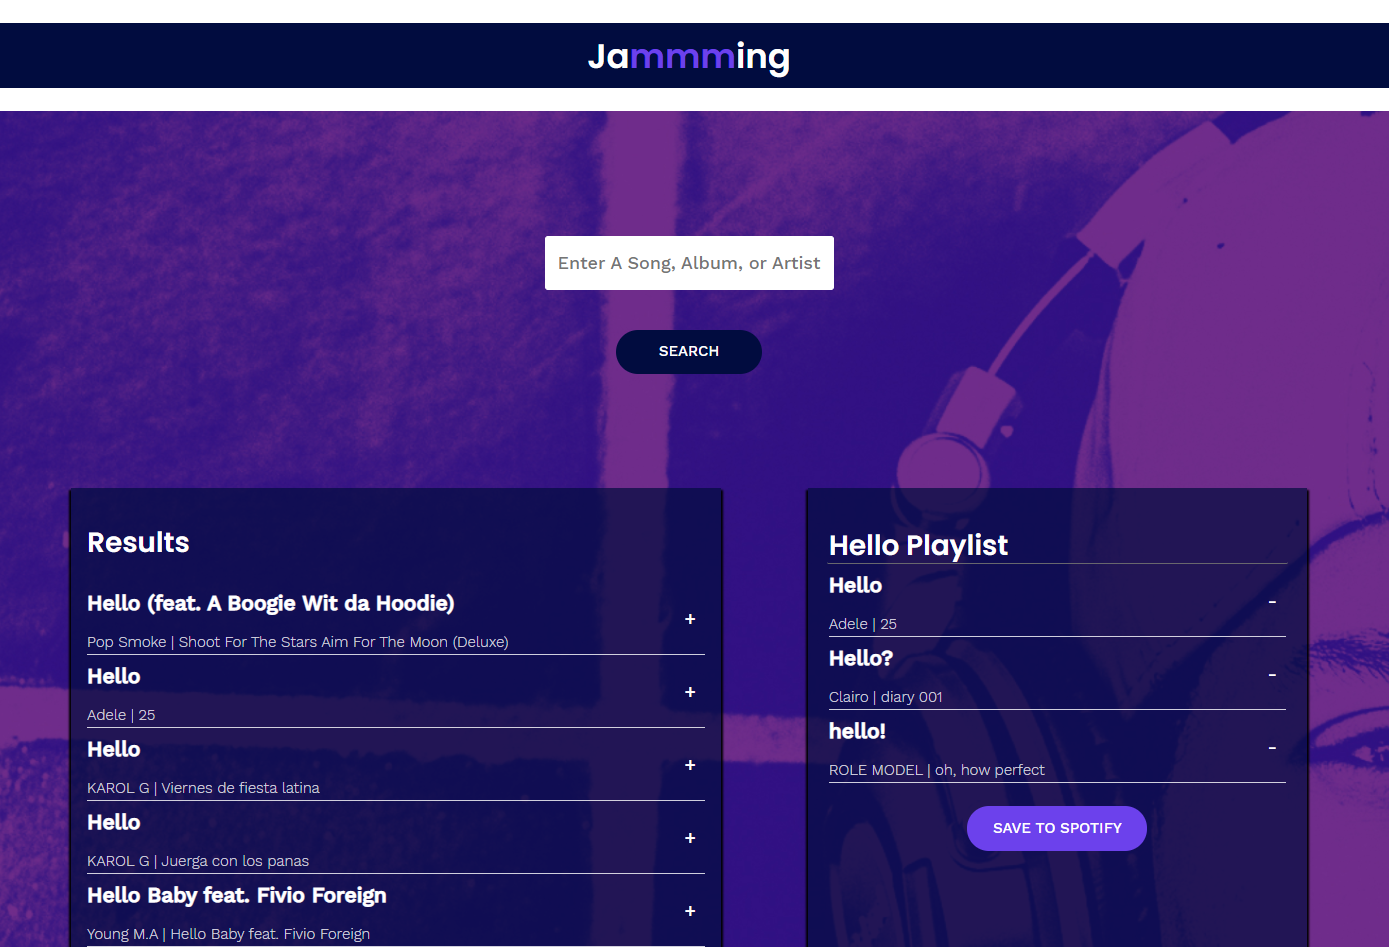 Jammming
Enter A Song, Album, or Artist
SEARCH
Results
Hello (feat. A Boogie Wit da Hoodie)
+
Pop Smoke | Shoot For The Stars Aim For The Moon (Deluxe)
Hello
+
Adele | 25
Hello
+
KAROL G | Viernes de fiesta latina
Hello
+
KAROL G | Juerga con los panas
Hello Baby feat. Fivio Foreign
+
Young M.A | Hello Baby feat. Fivio Foreign
Hello Playlist
Hello
-
Adele | 25
Hello?
-
Clairo | diary 001
hello!
-
ROLE MODEL | oh, how perfect
SAVE TO SPOTIFY